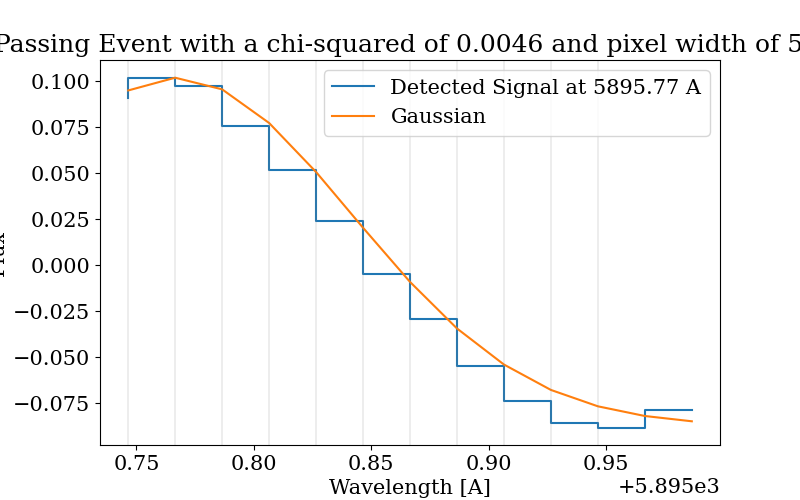 Passing Event with a chi-squared of 0.0046 and pixel width of 5
Detected Signal at 5895.77 A
Gaussian
0.100
0.075
0.050
0.025
0.000
−0.025
−0.050
−0.075
0.75
0.80
0.85
0.90
0.95
+5.895e3
Wavelength [A]